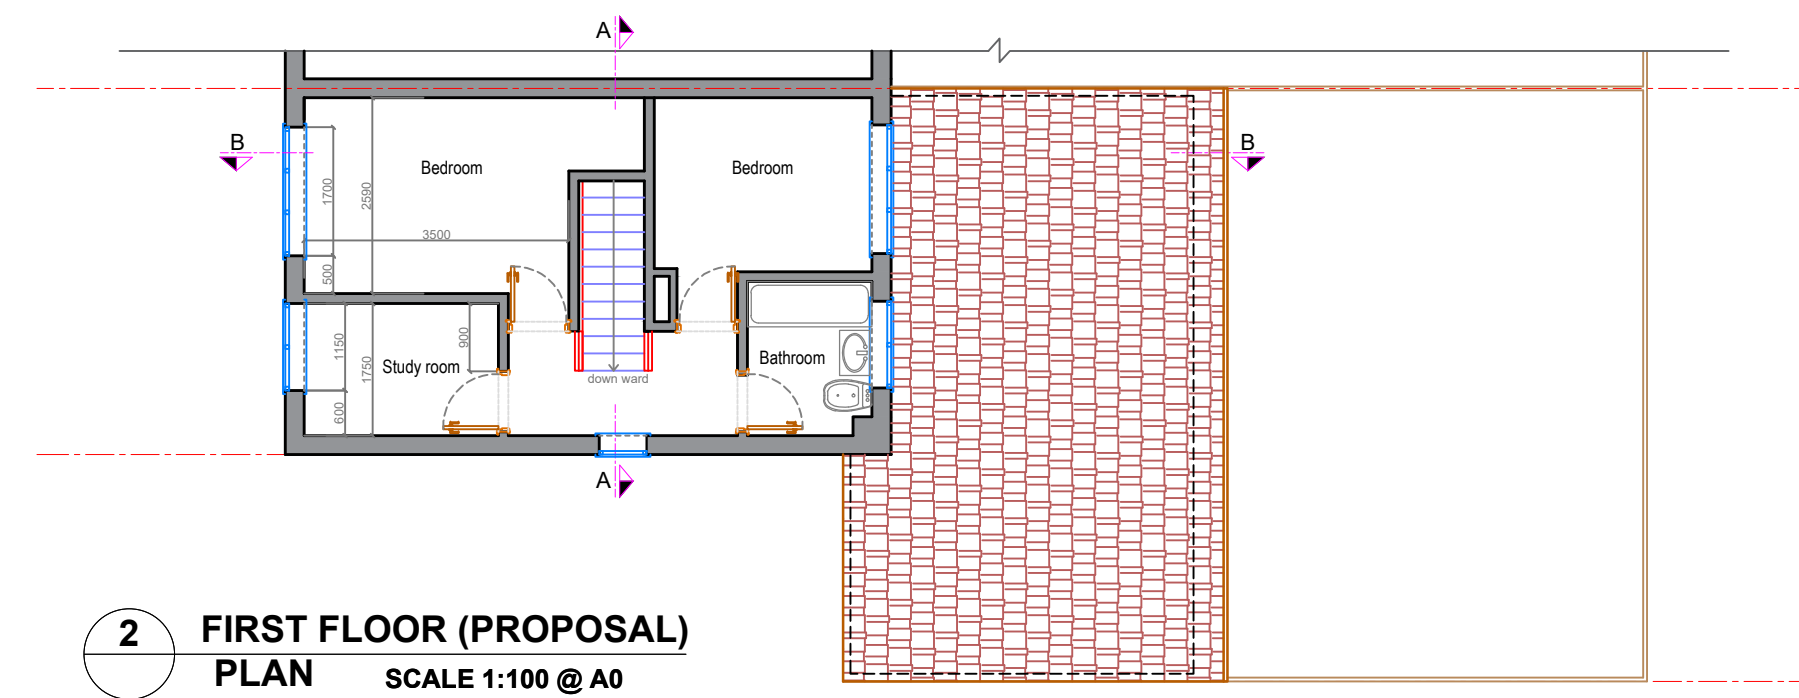 A
B
B
Bedroom
Bedroom
1700
2590
3500
500
1150
1750
900
600
Study room
Bathroom
down ward
A
2
FIRST FLOOR (PROPOSAL)
PLAN SCALE 1:100 @ A0